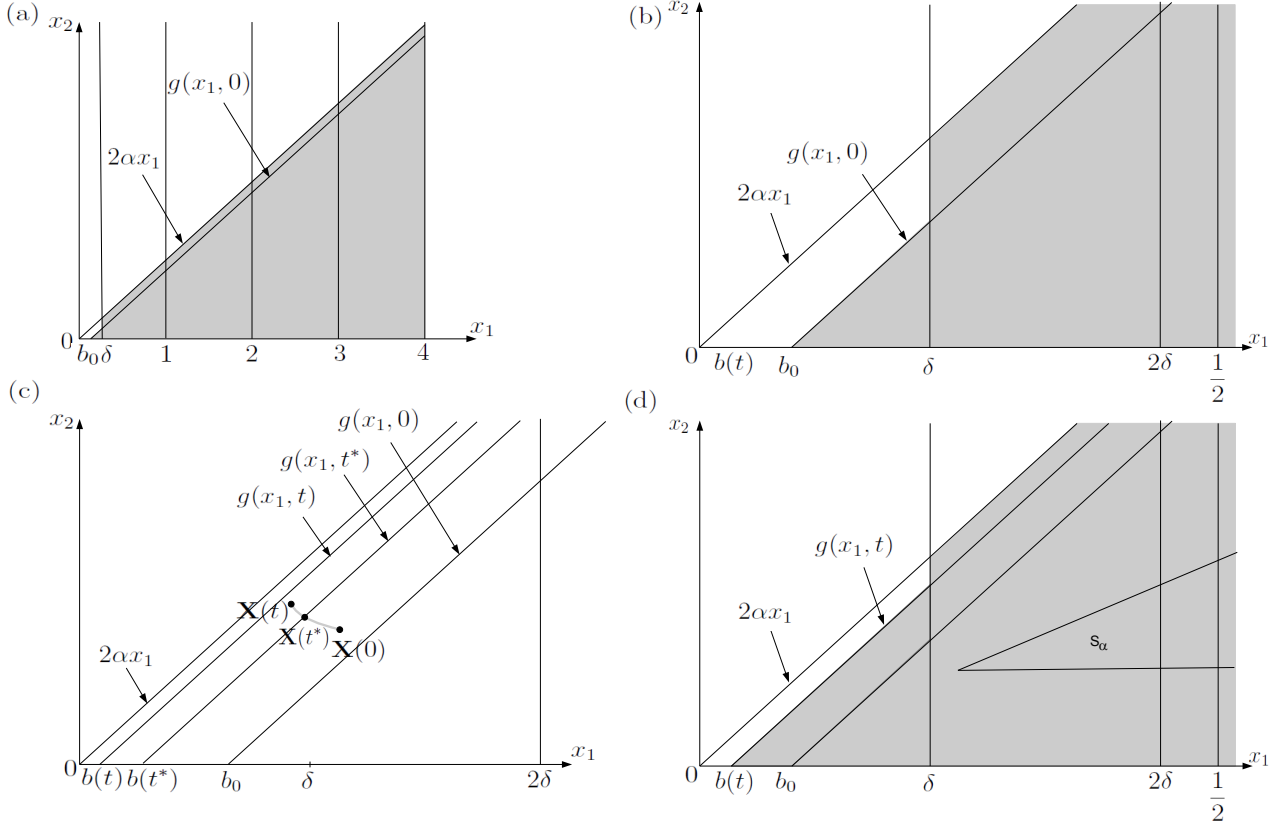 (a)
x₂
g(x₁, 0)
2αx₁
0
b₀ δ 1 2 3 4
x₁
(b)
x₂
g(x₁, 0)
2αx₁
0
b(t) b₀ δ 2δ 1/2
x₁
(c)
x₂
g(x₁, 0)
g(x₁, t*)
g(x₁, t)
X(t)
X(t*)
X(0)
2αx₁
0
b(t) b(t*) b₀ δ 2δ
x₁
(d)
x₂
g(x₁, t)
2αx₁
Sα
0
b(t) b₀ δ 2δ 1/2
x₁